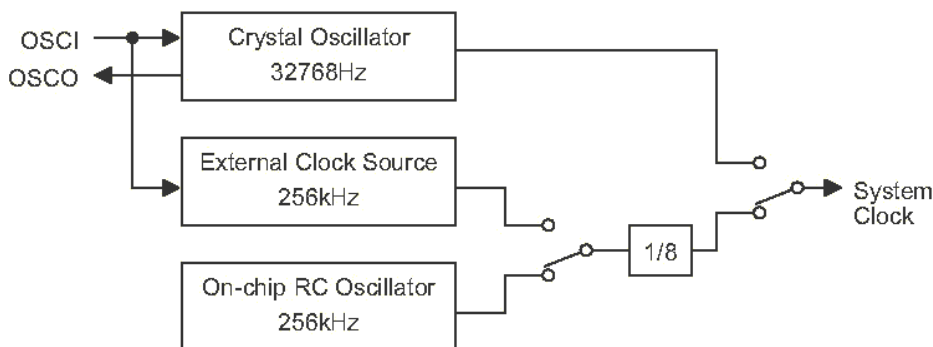 OSCI
OSCO
Crystal Oscillator
32768Hz
External Clock Source
256kHz
On-chip RC Oscillator
256kHz
1/8
System
Clock